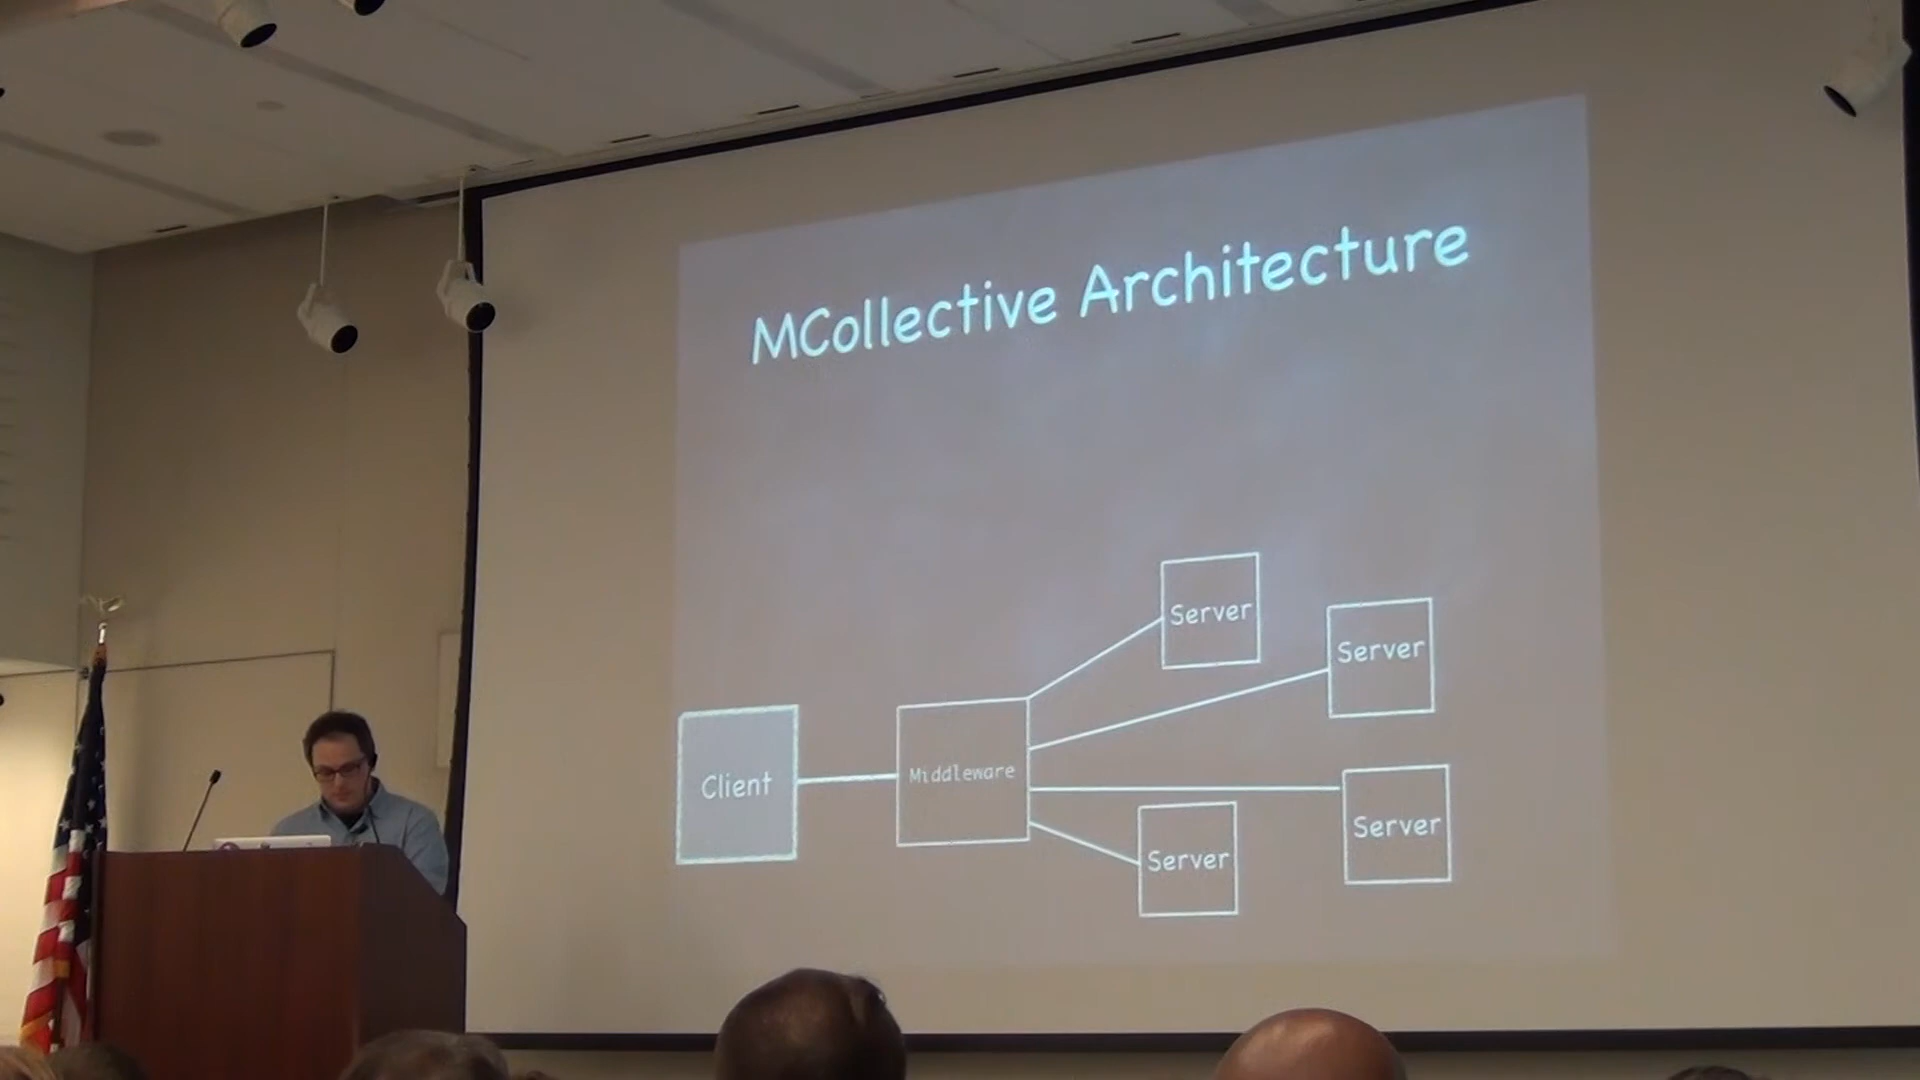 MCollective Architecture
Server
Server
Client
Middleware
Server
Server